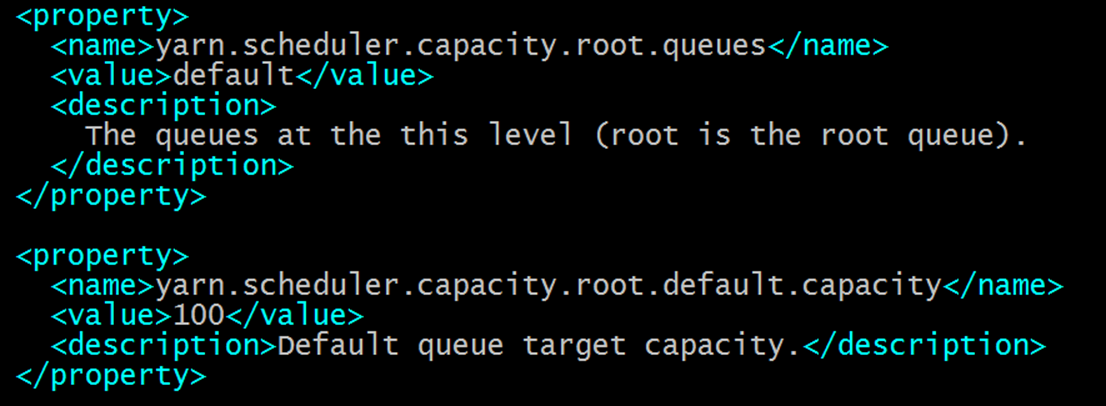 <property>
<name>yarn.scheduler.capacity.root.queues</name>
<value>default</value>
<description>
The queues at the this level (root is the root queue).
</description>
</property>
<property>
<name>yarn.scheduler.capacity.root.default.capacity</name>
<value>100</value>
<description>Default queue target capacity.</description>
</property>